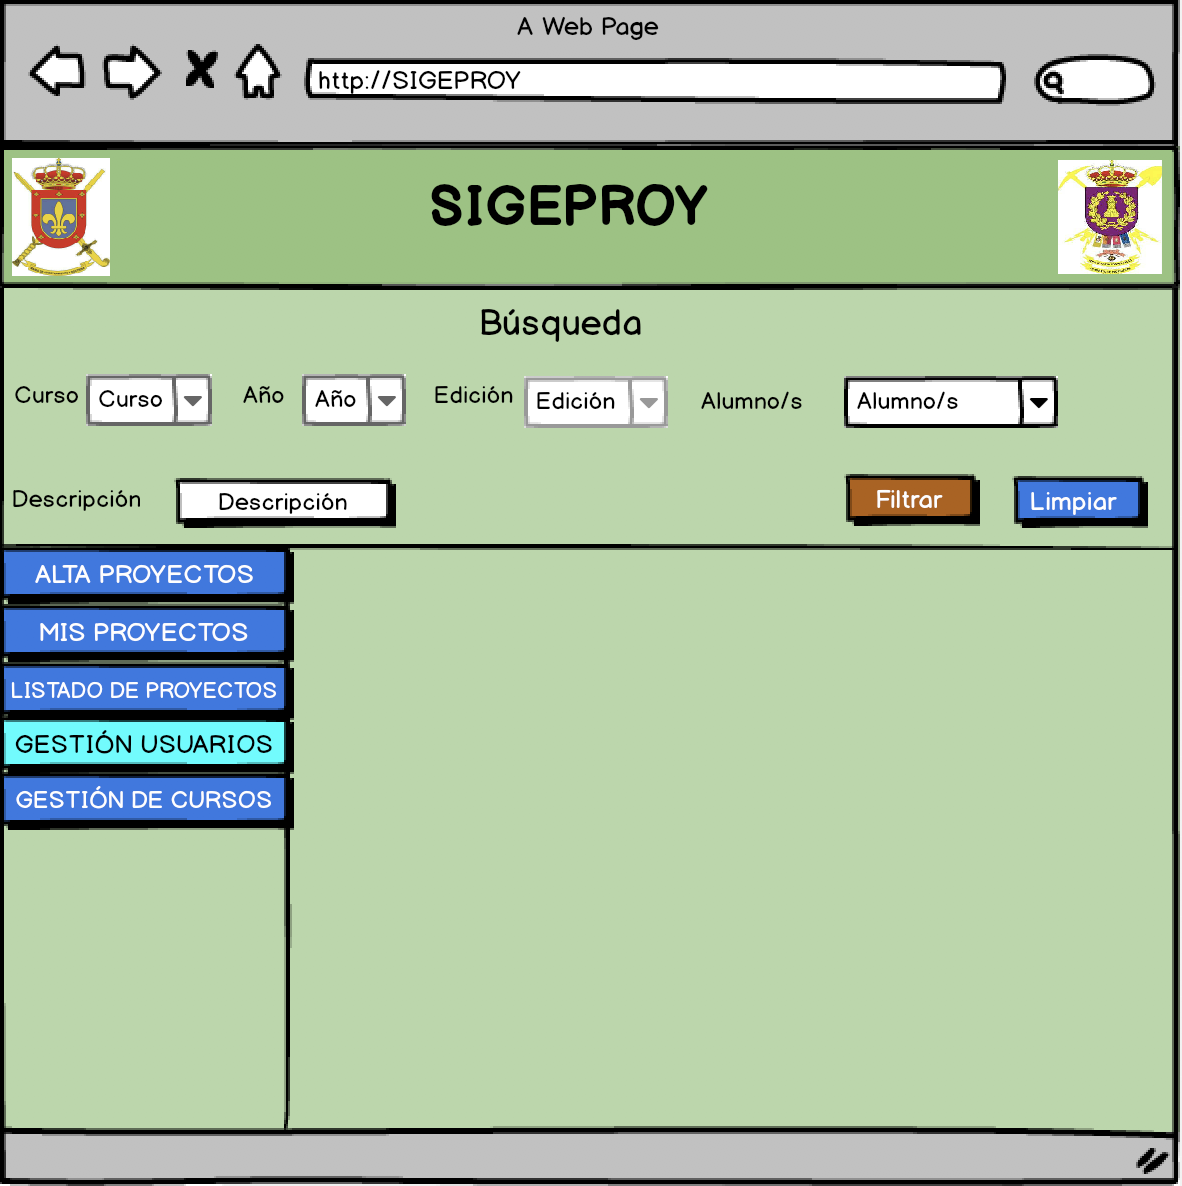 A Web Page
http://SIGEPROY
SIGEPROY
Búsqueda
Curso Curso Año Año Edición Edición Alumno/s Alumno/s
Descripción Descripción Filtrar Limpiar
ALTA PROYECTOS
MIS PROYECTOS
LISTADO DE PROYECTOS
GESTIÓN USUARIOS
GESTIÓN DE CURSOS